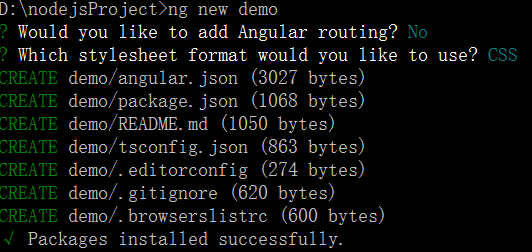 D:\nodejsProject>ng new demo
? Would you like to add Angular routing? No
? Which stylesheet format would you like to use? CSS
CREATE demo/angular.json (3027 bytes)
CREATE demo/package.json (1068 bytes)
CREATE demo/README.md (1050 bytes)
CREATE demo/tsconfig.json (863 bytes)
CREATE demo/.editorconfig (274 bytes)
CREATE demo/.gitignore (620 bytes)
CREATE demo/.browserslistrc (600 bytes)
√ Packages installed successfully.